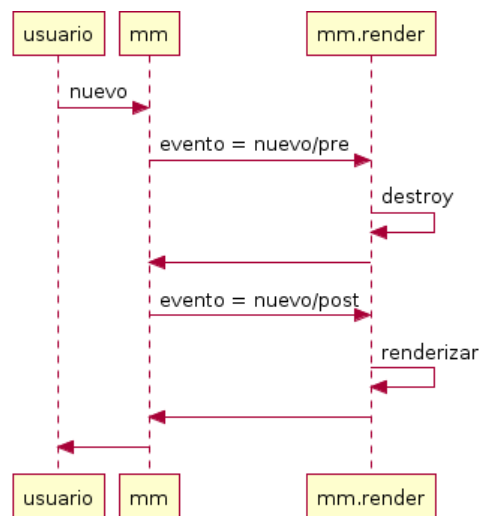 usuario mm mm.render
nuevo
evento = nuevo/pre
destroy
evento = nuevo/post
renderizar
usuario mm mm.render